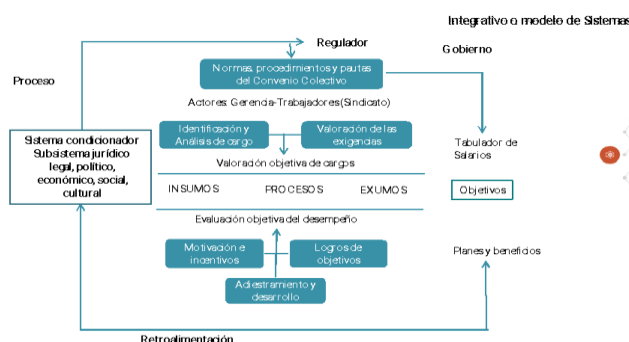 Integrativo o modelo de Sistemas
Regulador
Gobierno
Proceso
Normas, procedimientos y pautas
del Convenio Colectivo
Actores: Gerencia-Trabajadores(Sindicato)
Identificación y
Análisis de cargo
Valoración de las
exigencias
Sistema condicionador
Subsistema jurídico
legal, político,
económico, social,
cultural
Tabulador de
Salarios
Valoración objetiva de cargos
INSUMOS
PROCESOS
EXUMOS
Objetivos
Evaluación objetiva del desempeño
Motivación e
incentivos
Logros de
objetivos
Planes y beneficios
Adiestramiento y
desarrollo
Retroalimentación